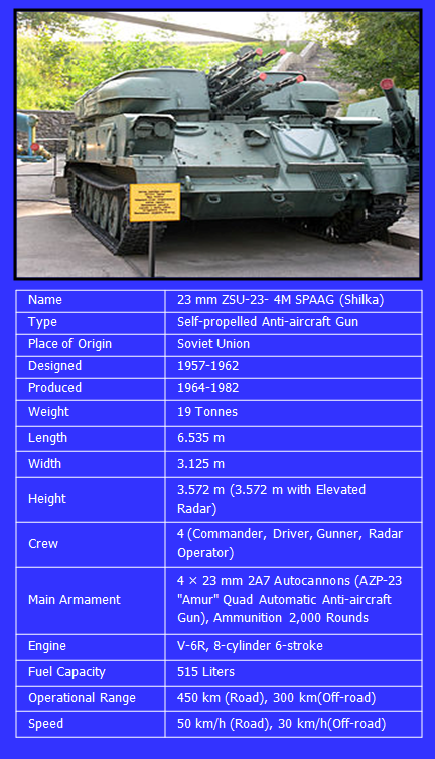 Name 23 mm ZSU-23- 4M SPAAG (Shilka)
Type Self-propelled Anti-aircraft Gun
Place of Origin Soviet Union
Designed 1957-1962
Produced 1964-1982
Weight 19 Tonnes
Length 6.535 m
Width 3.125 m
Height 3.572 m (3.572 m with Elevated
Radar)
Crew 4 (Commander, Driver, Gunner, Radar
Operator)
Main Armament 4 × 23 mm 2A7 Autocannons (AZP-23
"Amur" Quad Automatic Anti-aircraft
Gun), Ammunition 2,000 Rounds
Engine V-6R, 8-cylinder 6-stroke
Fuel Capacity 515 Liters
Operational Range 450 km (Road), 300 km(Off-road)
Speed 50 km/h (Road), 30 km/h(Off-road)